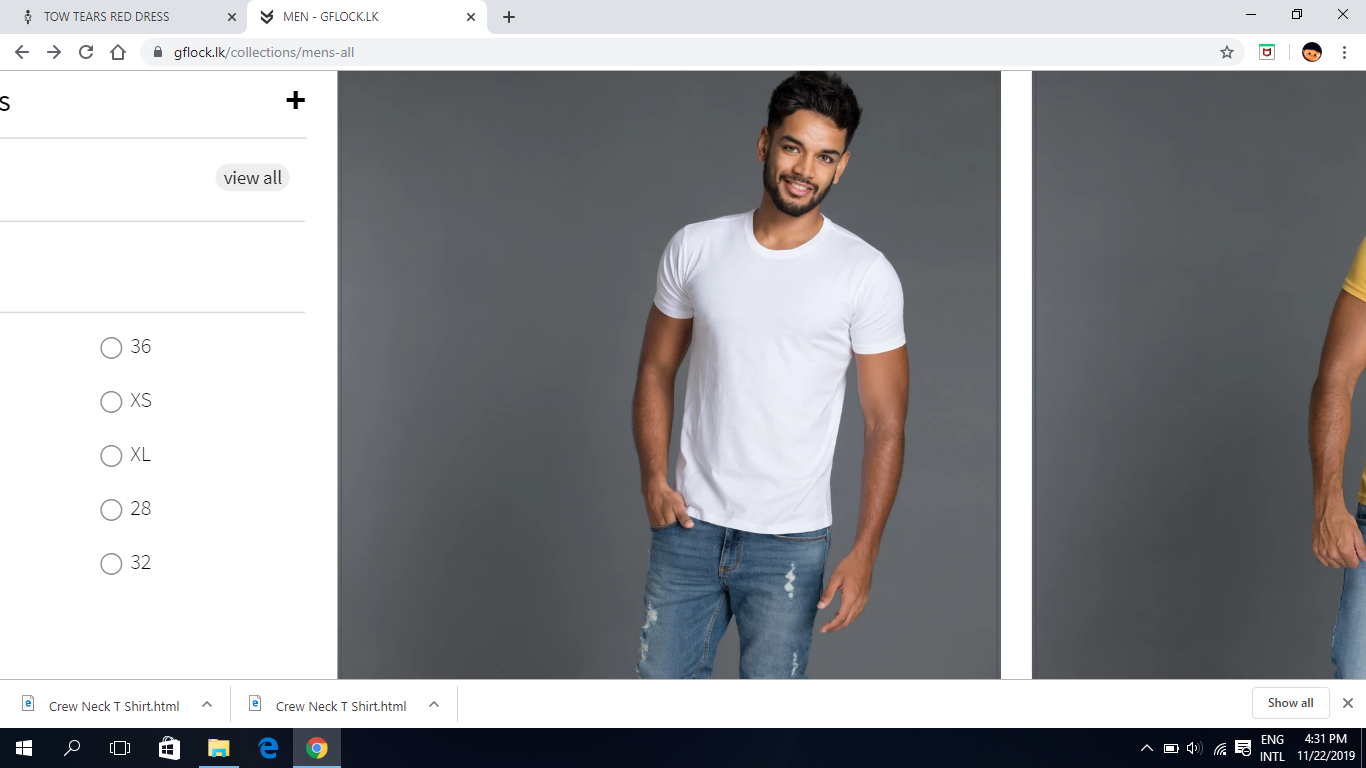 TOW TEARS RED DRESS
MEN - GFLOCK.LK
gflock.lk/collections/mens-all
s
view all
36
XS
XL
28
32
Crew Neck T Shirt.html
Crew Neck T Shirt.html
Show all
ENG
INTL
4:31 PM
11/22/2019